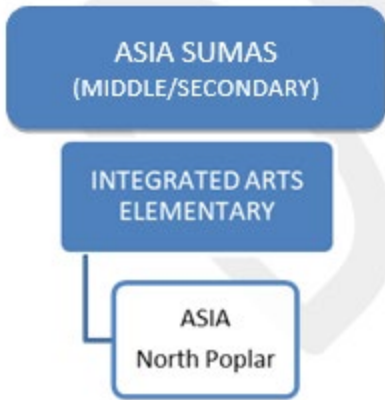 ASIA SUMAS
(MIDDLE/SECONDARY)
INTEGRATED ARTS
ELEMENTARY
ASIA
North Poplar